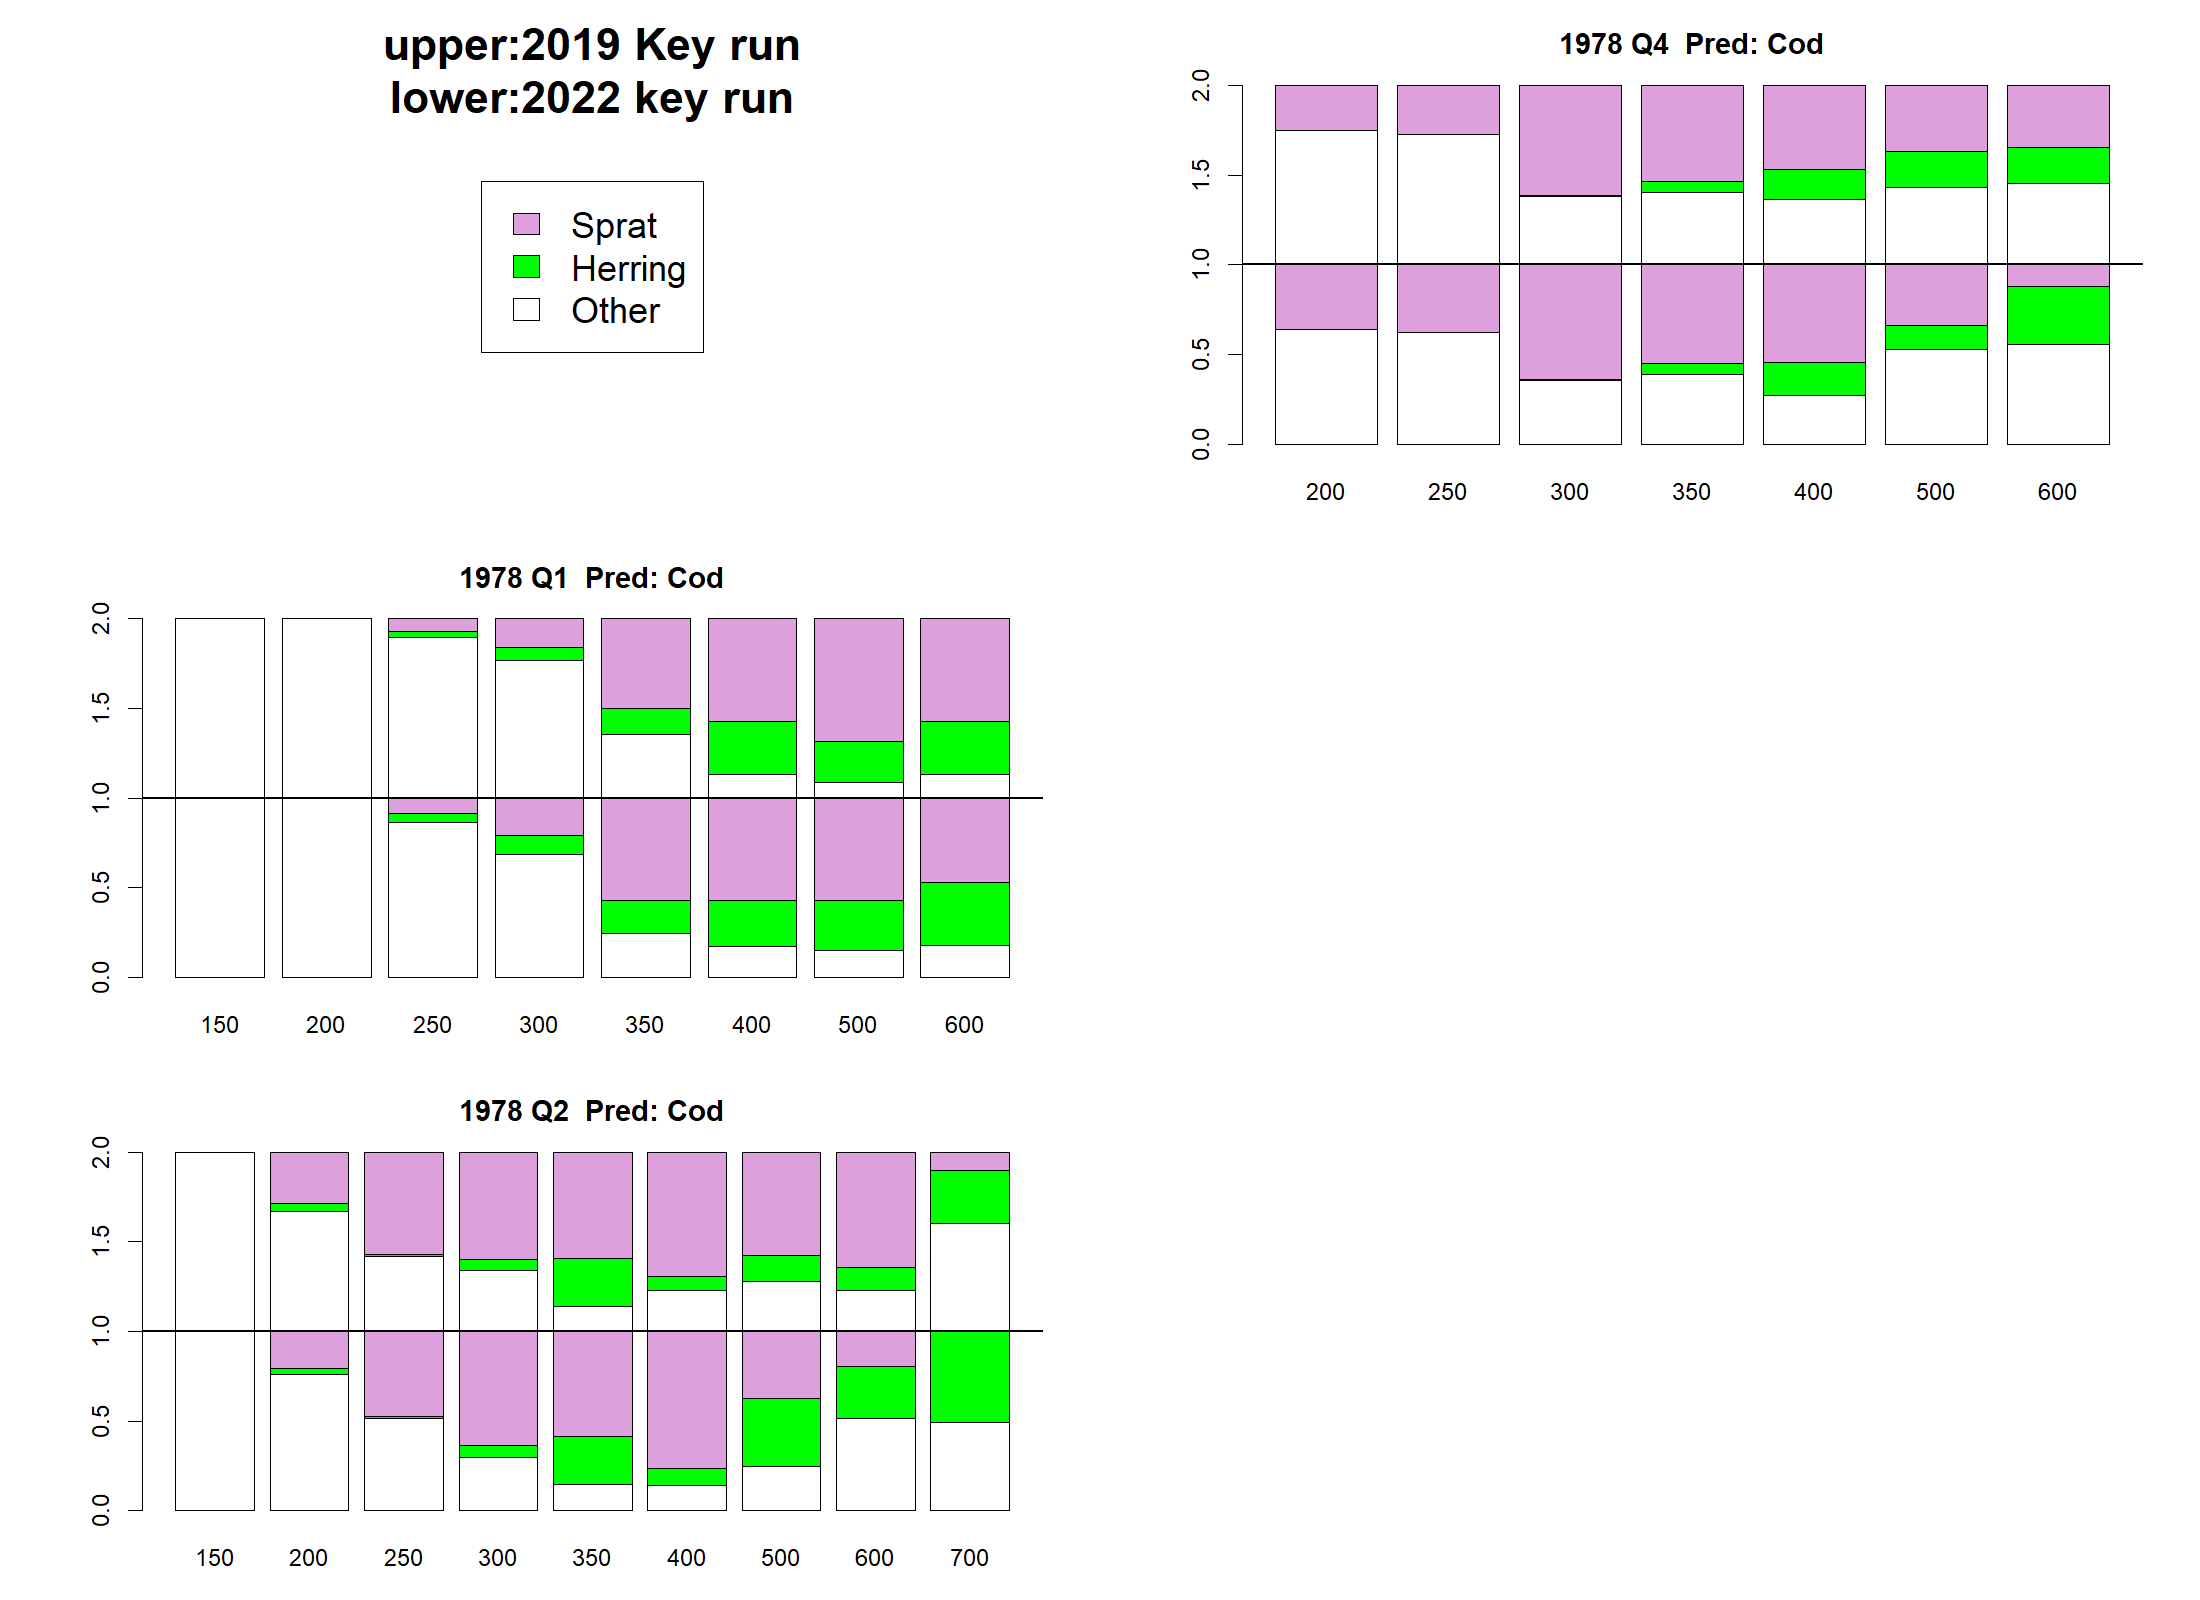 upper:2019 Key run
lower:2022 key run
Sprat
Herring
Other
1978 Q4  Pred: Cod
2.0
1.5
1.0
0.5
0.0
200 250 300 350 400 500 600
1978 Q1  Pred: Cod
2.0
1.5
1.0
0.5
0.0
150 200 250 300 350 400 500 600
1978 Q2  Pred: Cod
2.0
1.5
1.0
0.5
0.0
150 200 250 300 350 400 500 600 700